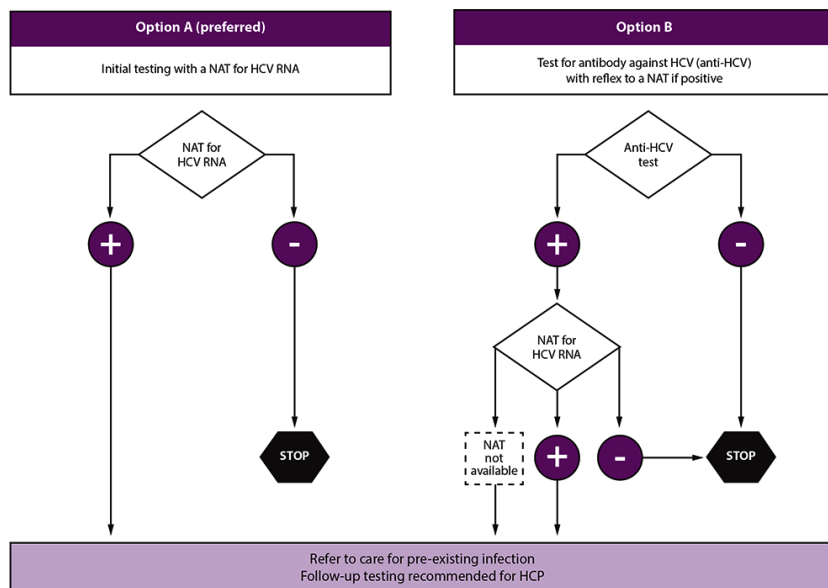 Option A (preferred)
Initial testing with a NAT for HCV RNA
NAT for
HCV RNA
+
-
STOP
Option B
Test for antibody against HCV (anti-HCV)
with reflex to a NAT if positive
Anti-HCV
test
+
-
NAT for
HCV RNA
NAT
not
available
+
-
STOP
Refer to care for pre-existing infection
Follow-up testing recommended for HCP